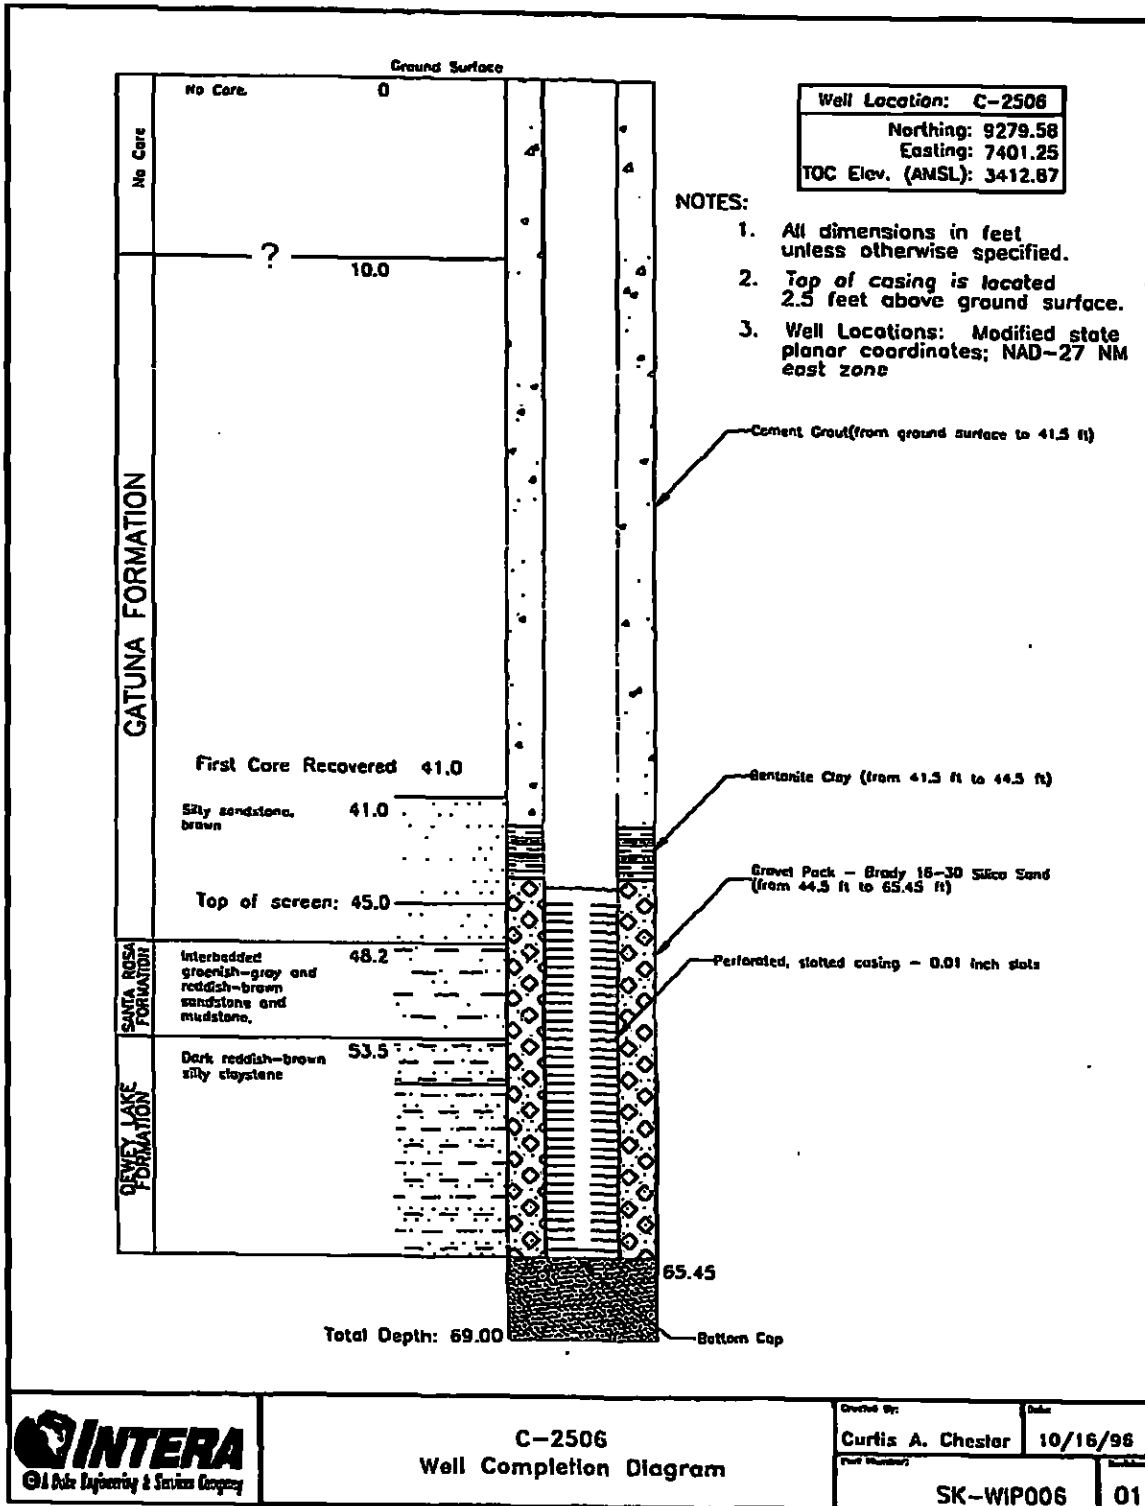 Ground Surface
No Core.
0
No Core
?
10.0
GATUNA FORMATION
First Core Recovered 41.0
Silty sandstone,
brown
41.0
Top of screen: 45.0
SANTA ROSA
FORMATION
Interbedded
greenish-gray and
reddish-brown
sandstone and
mudstone.
48.2
DEWEY LAKE
FORMATION
Dark reddish-brown
silty claystone
53.5
65.45
Total Depth: 69.00
Bottom Cap
Well Location: C-2506
Northing: 9279.58
Easting: 7401.25
TOC Elev. (AMSL): 3412.87
NOTES:
1. All dimensions in feet
unless otherwise specified.
2. Top of casing is located
2.5 feet above ground surface.
3. Well Locations: Modified state
planar coordinates; NAD-27 NM
east zone
Cement Grout(from ground surface to 41.5 ft)
Bentonite Clay (from 41.5 ft to 44.5 ft)
Gravel Pack - Brady 16-30 Silica Sand
(from 44.5 ft to 65.45 ft)
Perforated, slotted casing - 0.01 inch slots
INTERA
A Duke Engineering & Services Company
C-2506
Well Completion Diagram
Created By:
Curtis A. Chester
Date:
10/16/96
SK-WIP006
01